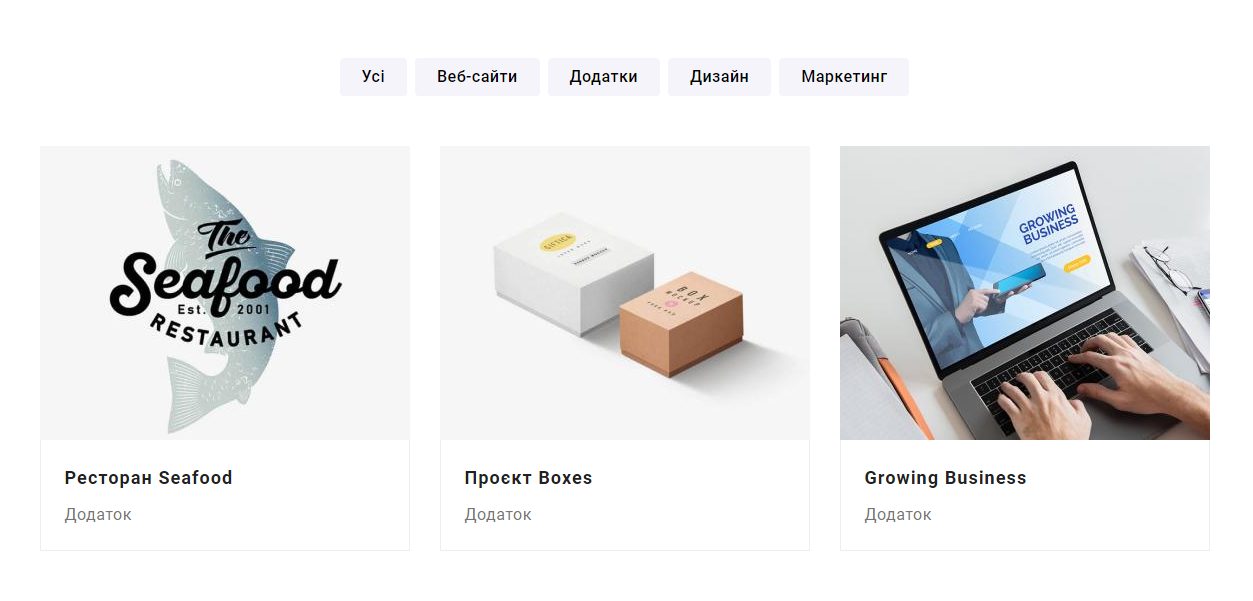 Усі
Веб-сайти
Додатки
Дизайн
Маркетинг
The
Seafood
Est. 2001
RESTAURANT
BOX
MOCKUP
GROWING
BUSINESS
Ресторан Seafood
Проєкт Boxes
Growing Business
Додаток
Додаток
Додаток